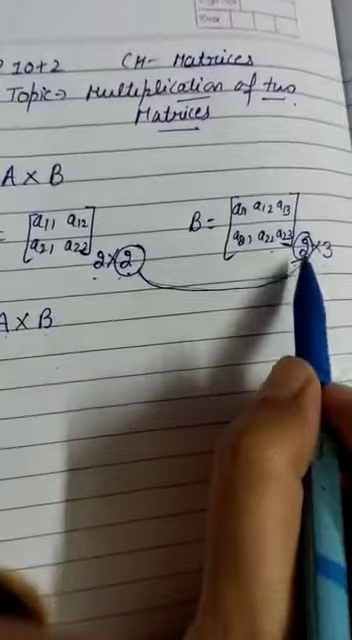 10+2 CH- Matrices
Topic→ Multiplication of two
Matrices
A × B
= [a11 a12 B = [a11 a12 a13
a21 a22] 2×2 a21 a22 a23] 2×3
A × B